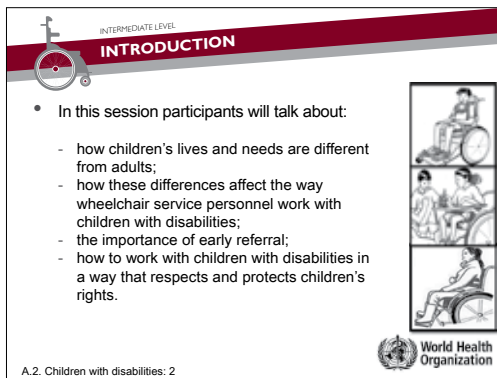 INTERMEDIATE LEVEL
INTRODUCTION
• In this session participants will talk about:
- how children's lives and needs are different
from adults;
- how these differences affect the way
wheelchair service personnel work with
children with disabilities;
- the importance of early referral;
- how to work with children with disabilities in
a way that respects and protects children's
rights.
World Health
Organization
A.2. Children with disabilities: 2